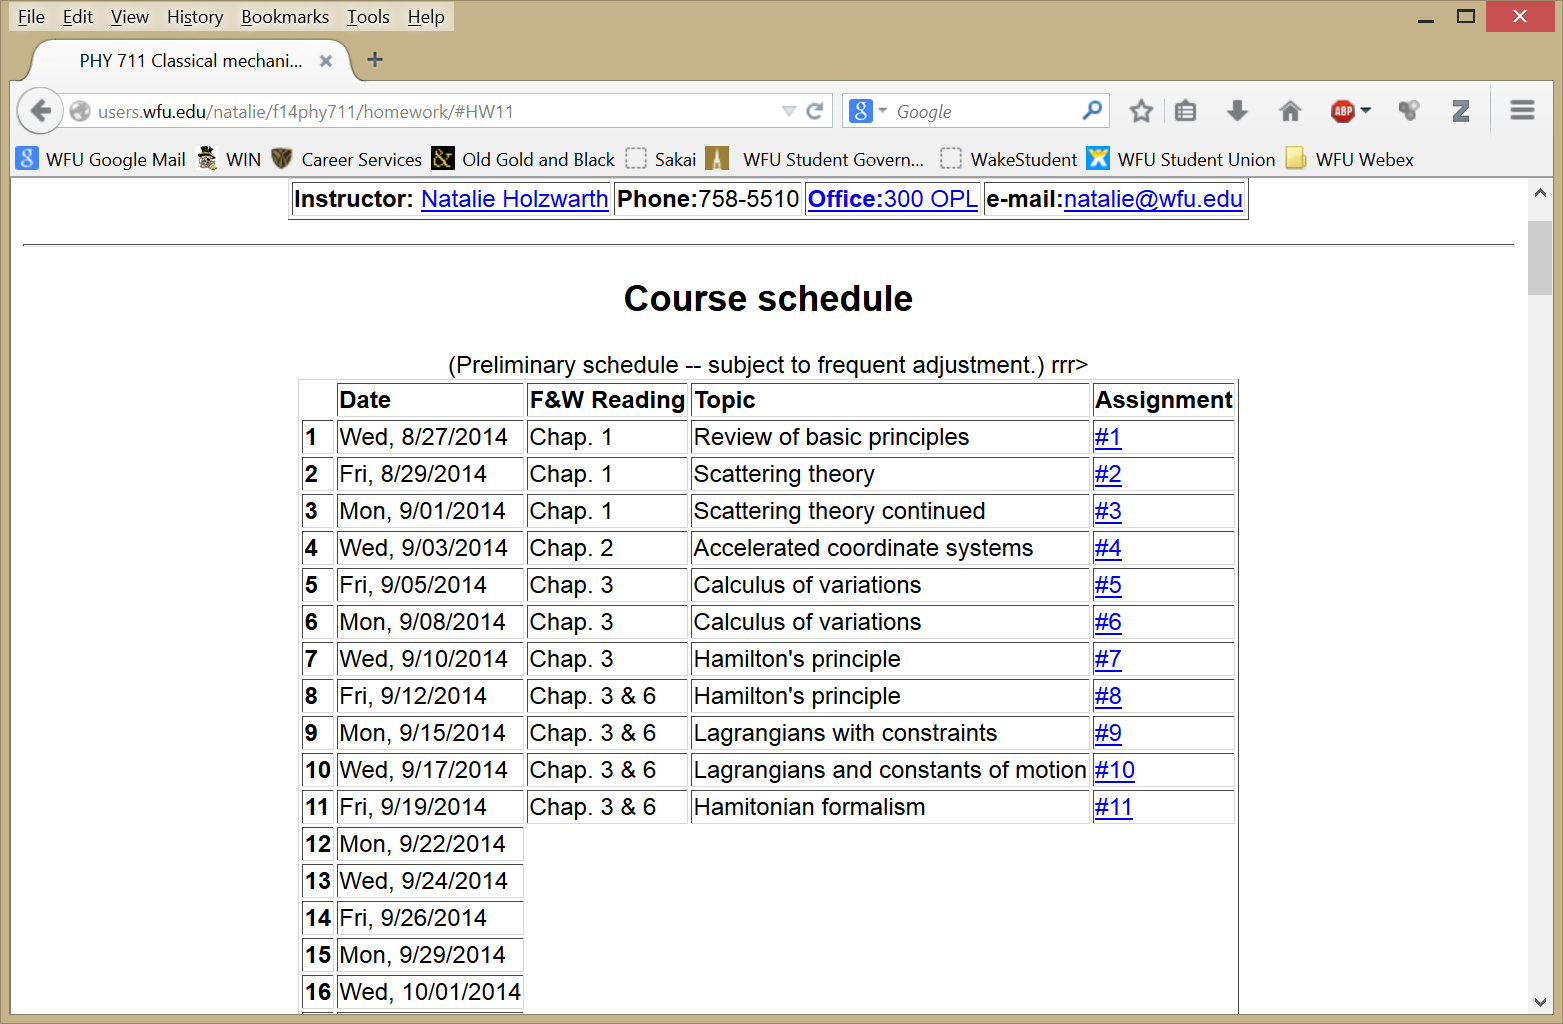 File Edit View History Bookmarks Tools Help
PHY 711 Classical mechani...
users.wfu.edu/natalie/f14phy711/homework/#HW11 Google ABP
WFU Google Mail WIN Career Services Old Gold and Black Sakai WFU Student Govern... WakeStudent WFU Student Union WFU Webex
Instructor: Natalie Holzwarth Phone:758-5510 Office:300 OPL e-mail:natalie@wfu.edu
Course schedule
(Preliminary schedule -- subject to frequent adjustment.) rrr>
Date F&W Reading Topic Assignment
1 Wed, 8/27/2014 Chap. 1 Review of basic principles #1
2 Fri, 8/29/2014 Chap. 1 Scattering theory #2
3 Mon, 9/01/2014 Chap. 1 Scattering theory continued #3
4 Wed, 9/03/2014 Chap. 2 Accelerated coordinate systems #4
5 Fri, 9/05/2014 Chap. 3 Calculus of variations #5
6 Mon, 9/08/2014 Chap. 3 Calculus of variations #6
7 Wed, 9/10/2014 Chap. 3 Hamilton's principle #7
8 Fri, 9/12/2014 Chap. 3 & 6 Hamilton's principle #8
9 Mon, 9/15/2014 Chap. 3 & 6 Lagrangians with constraints #9
10 Wed, 9/17/2014 Chap. 3 & 6 Lagrangians and constants of motion #10
11 Fri, 9/19/2014 Chap. 3 & 6 Hamitonian formalism #11
12 Mon, 9/22/2014
13 Wed, 9/24/2014
14 Fri, 9/26/2014
15 Mon, 9/29/2014
16 Wed, 10/01/2014